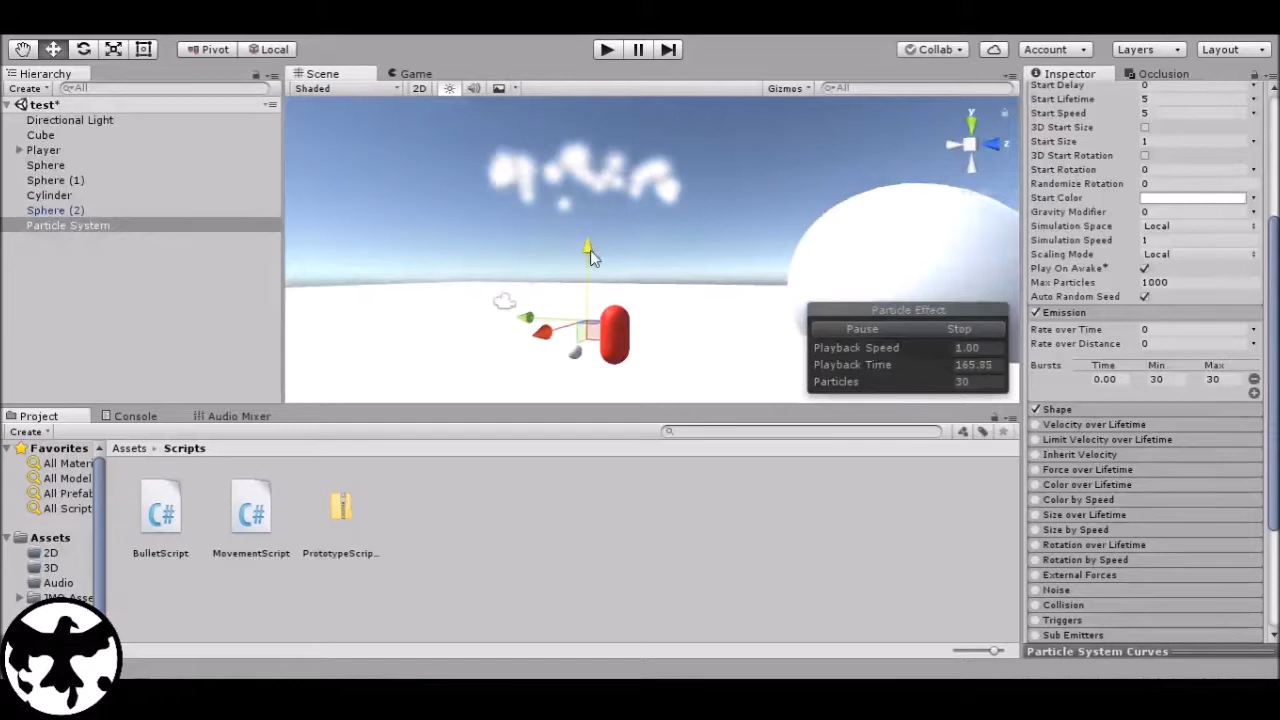 Pivot Local Collab Account Layers Layout
Hierarchy Scene Game Inspector Occlusion
Create All Shaded 2D Gizmos All
test*
Directional Light
Cube
Player
Sphere
Sphere (1)
Cylinder
Sphere (2)
Particle System
y
z
Particle Effect
Pause Stop
Playback Speed 1.00
Playback Time 165.85
Particles 30
Start Delay 0
Start Lifetime 5
Start Speed 5
3D Start Size
Start Size 1
3D Start Rotation
Start Rotation 0
Randomize Rotation 0
Start Color
Gravity Modifier 0
Simulation Space Local
Simulation Speed 1
Scaling Mode Local
Play On Awake*
Max Particles 1000
Auto Random Seed
Emission
Rate over Time 0
Rate over Distance 0
Bursts Time Min Max
0.00 30 30
Shape
Velocity over Lifetime
Limit Velocity over Lifetime
Inherit Velocity
Force over Lifetime
Color over Lifetime
Color by Speed
Size over Lifetime
Size by Speed
Rotation over Lifetime
Rotation by Speed
External Forces
Noise
Collision
Triggers
Sub Emitters
Particle System Curves
Project Console Audio Mixer
Create
Favorites
All Mater
All Model
All Prefab
All Script
Assets
2D
3D
Audio
Assets Scripts
C# C#
BulletScript MovementScript PrototypeScrip...